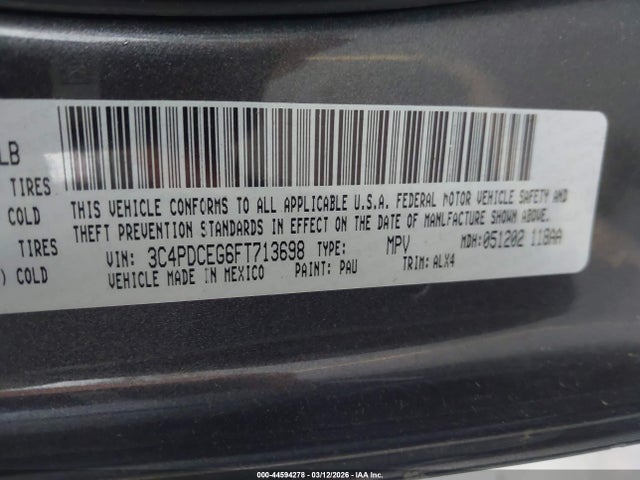 LB
TIRES
COLD
TIRES
) COLD
THIS VEHICLE CONFORMS TO ALL APPLICABLE U.S.A. FEDERAL MOTOR VEHICLE SAFETY AND
THEFT PREVENTION STANDARDS IN EFFECT ON THE DATE OF MANUFACTURE SHOWN ABOVE.
VIN: 3C4PDCEG6FT713698 TYPE: MPV MDH:051202 118AA
VEHICLE MADE IN MEXICO PAINT: PAU TRIM: ALX4
000-44594278 - 03/12/2026 - IAA Inc.